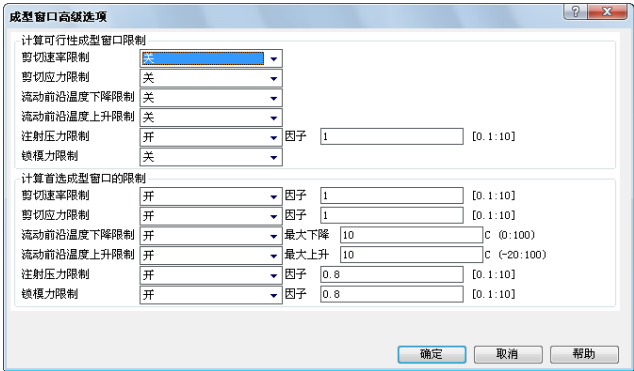 成型窗口高级选项
计算可行性成型窗口限制
剪切速率限制 关
剪切应力限制 关
流动前沿温度下降限制 关
流动前沿温度上升限制 关
注射压力限制 开 因子 1 [0.1:10]
锁模力限制 关
计算首选成型窗口的限制
剪切速率限制 开 因子 1 [0.1:10]
剪切应力限制 开 因子 1 [0.1:10]
流动前沿温度下降限制 开 最大下降 10 C (0:100)
流动前沿温度上升限制 开 最大上升 10 C (-20:100)
注射压力限制 开 因子 0.8 [0.1:10]
锁模力限制 开 因子 0.8 [0.1:10]
确定 取消 帮助